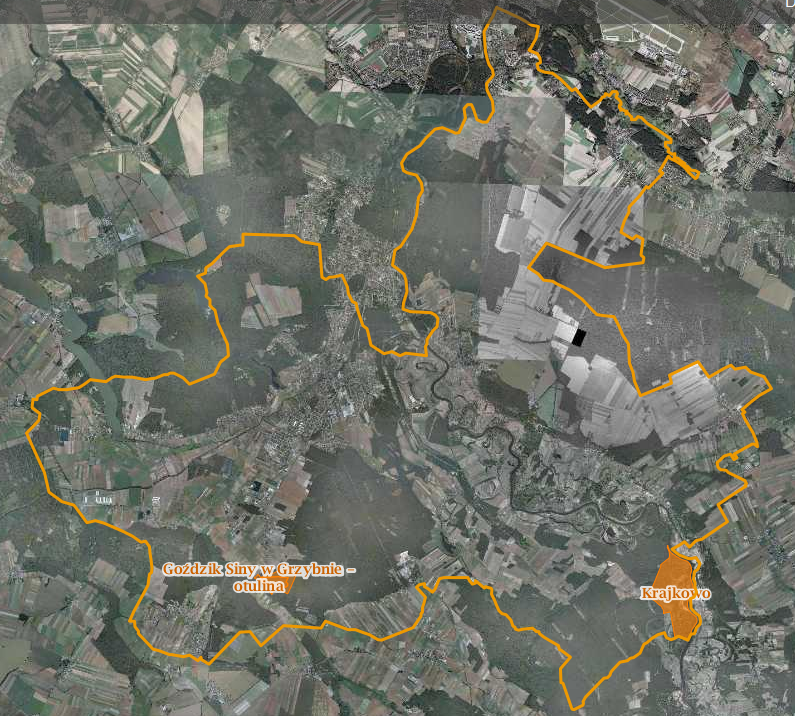 Goździk Siny w Grzybnie –
otulina
Krajkowo